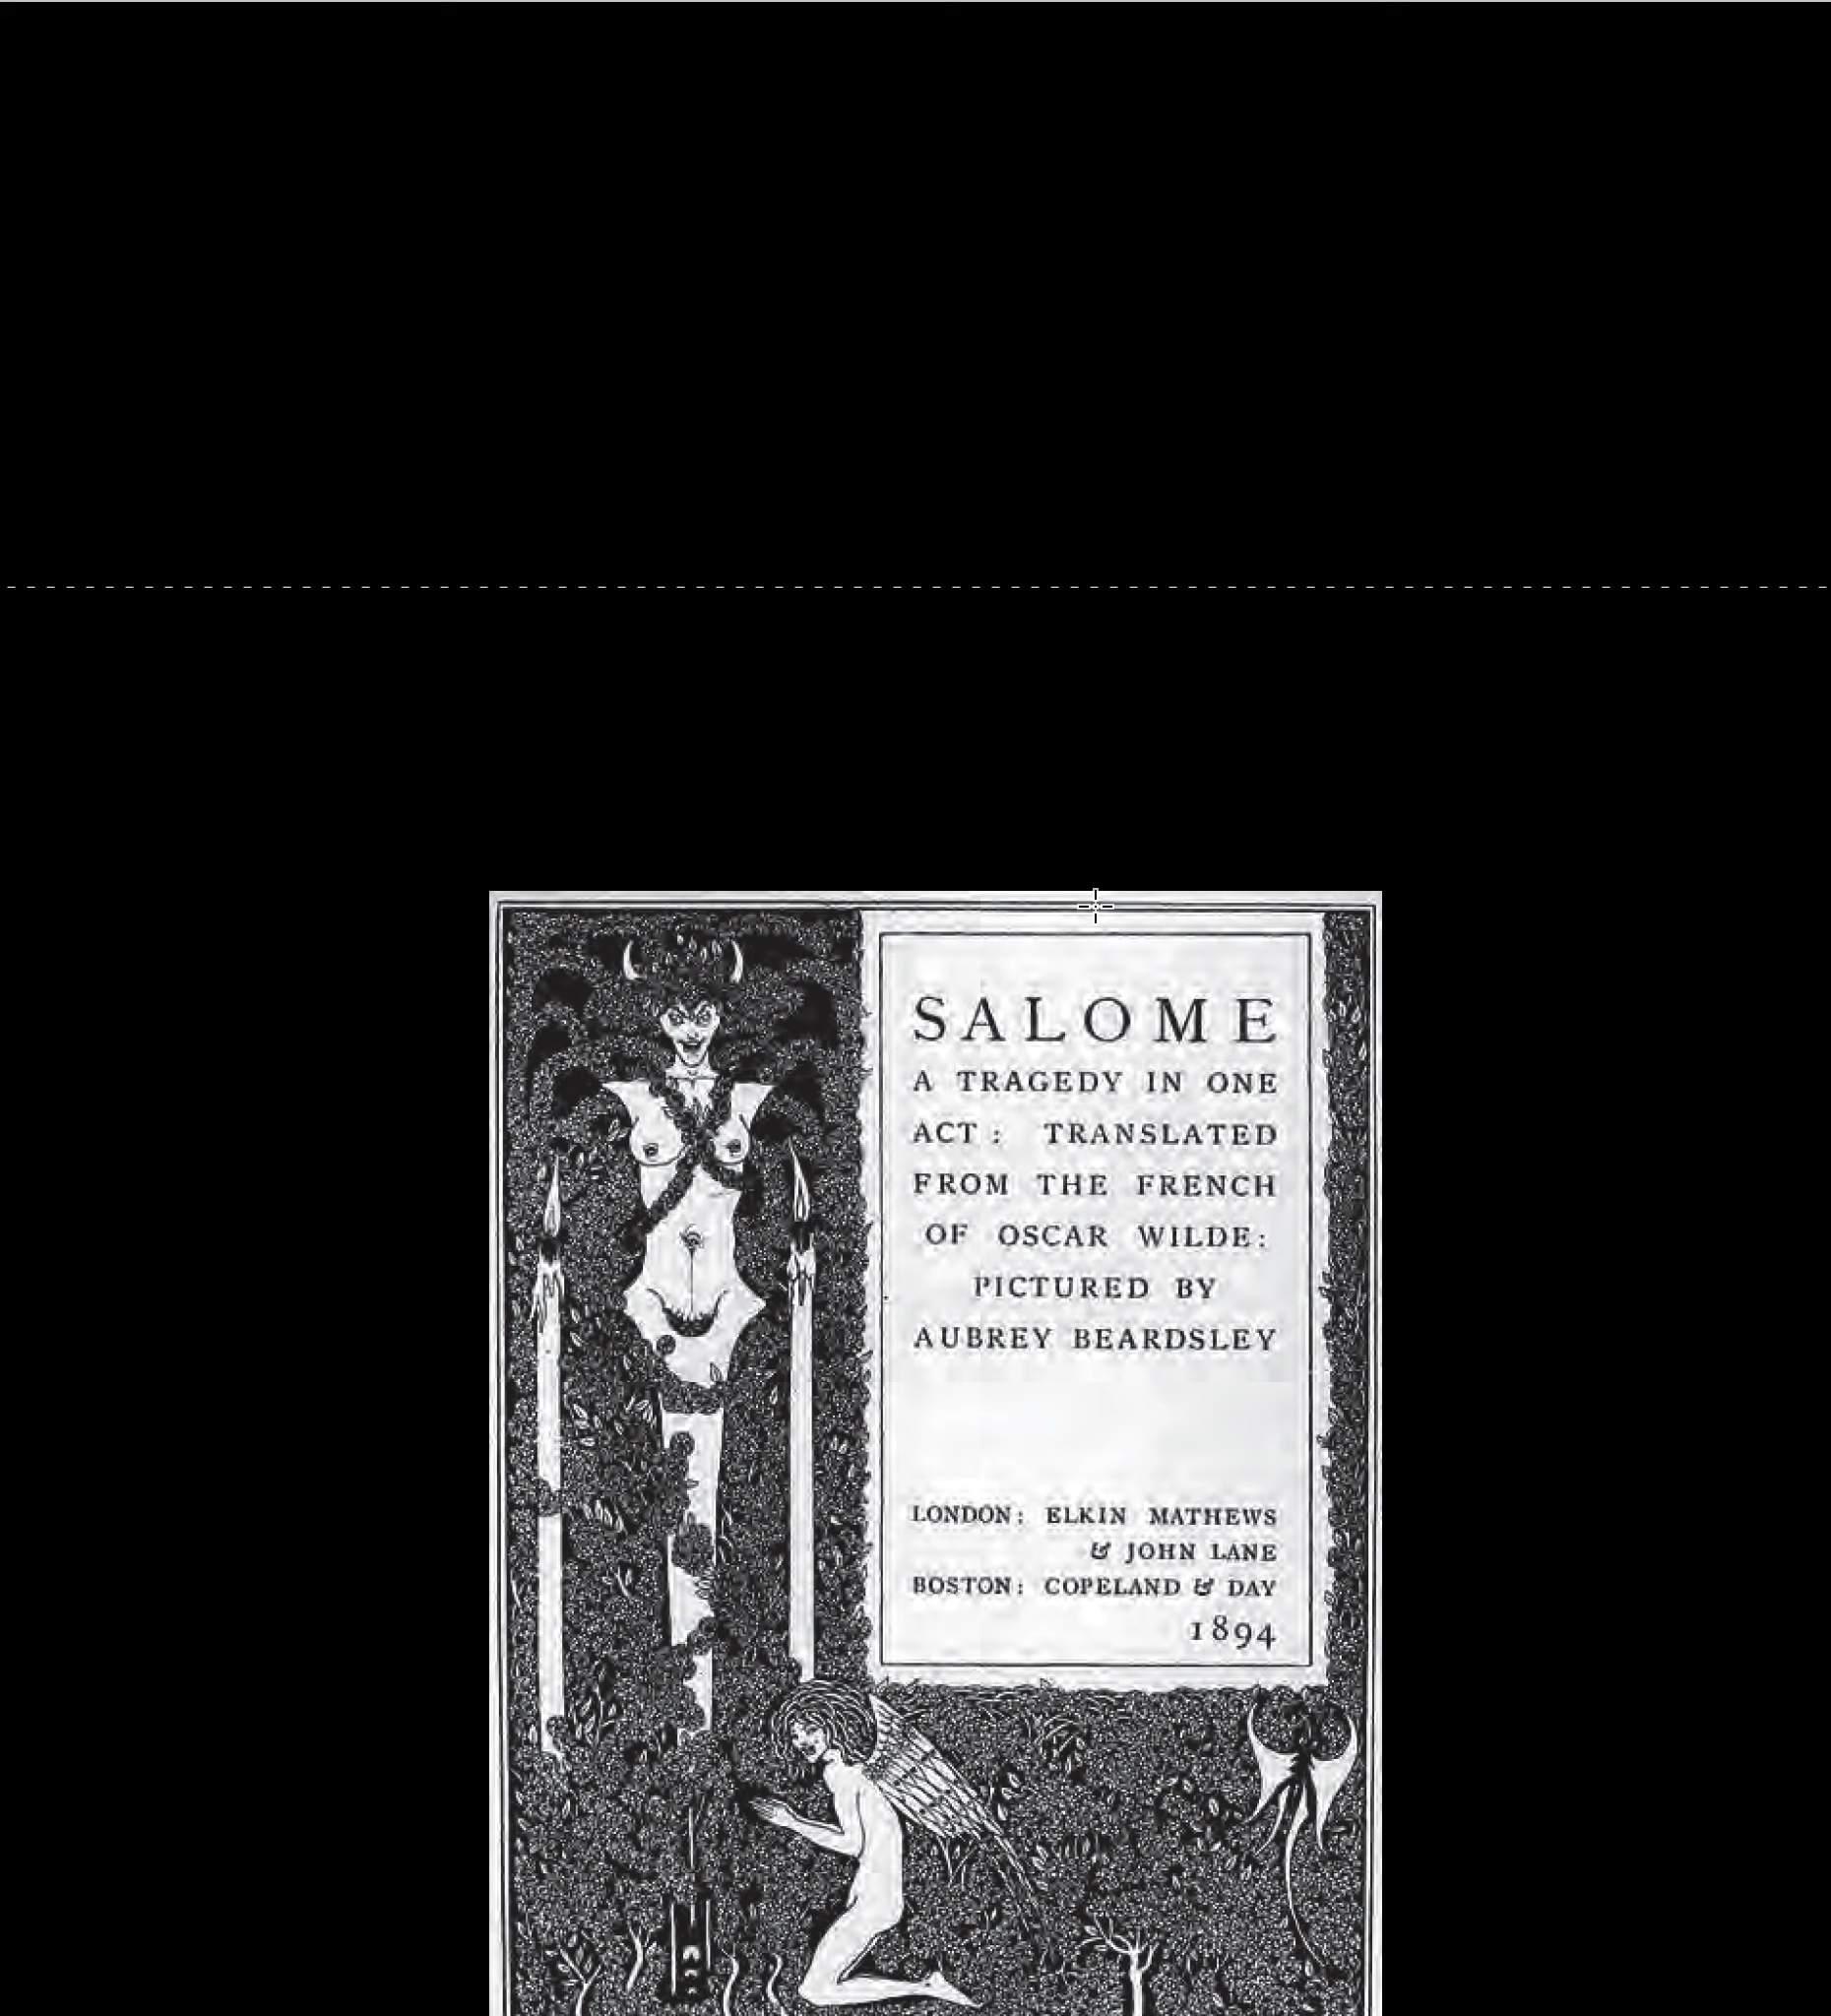 SALOME
A TRAGEDY IN ONE
ACT: TRANSLATED
FROM THE FRENCH
OF OSCAR WILDE:
PICTURED BY
AUBREY BEARDSLEY
LONDON: ELKIN MATHEWS
& JOHN LANE
BOSTON: COPELAND & DAY
1894